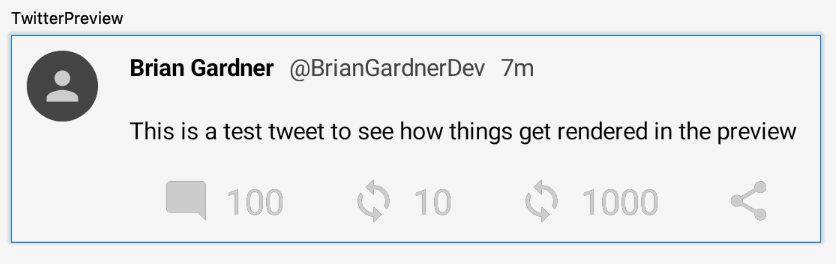 TwitterPreview
Brian Gardner @BrianGardnerDev 7m
This is a test tweet to see how things get rendered in the preview
100 10 1000